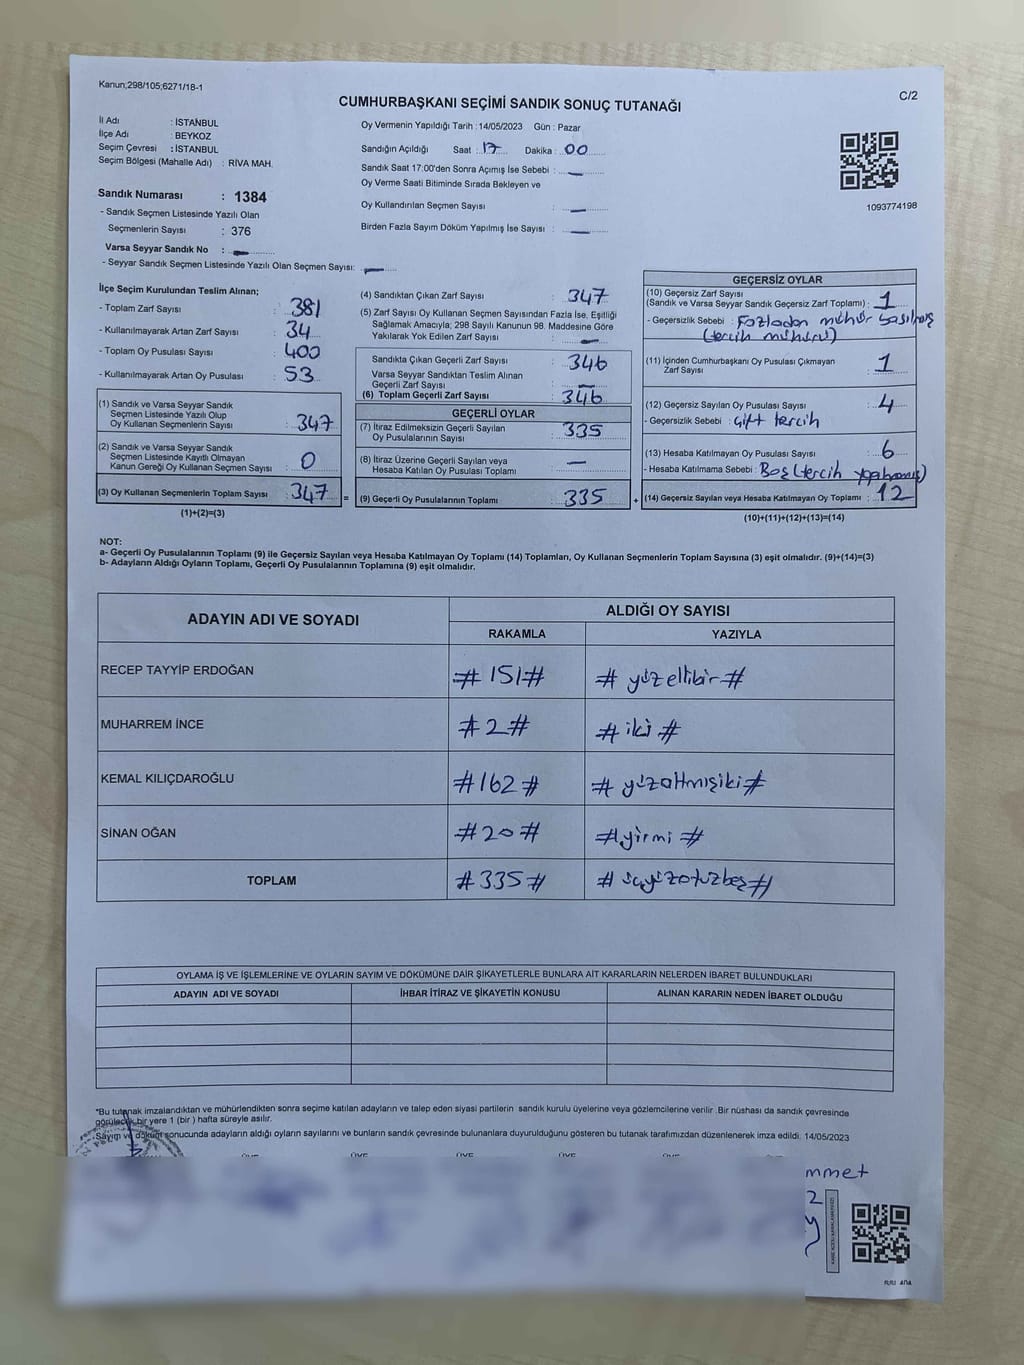 Kanun;298/105;6271/18-1
C/2
CUMHURBAŞKANI SEÇİMİ SANDIK SONUÇ TUTANAĞI
İl Adı : İSTANBUL
İlçe Adı : BEYKOZ
Seçim Çevresi : İSTANBUL
Seçim Bölgesi (Mahalle Adı) : RİVA MAH.
Sandık Numarası : 1384
- Sandık Seçmen Listesinde Yazılı Olan
Seçmenlerin Sayısı : 376
Varsa Seyyar Sandık No : -
- Seyyar Sandık Seçmen Listesinde Yazılı Olan Seçmen Sayısı: -
Oy Vermenin Yapıldığı Tarih : 14/05/2023 Gün : Pazar
Sandığın Açıldığı Saat : 17 Dakika : 00
Sandık Saat 17:00'den Sonra Açımış İse Sebebi : -
Oy Verme Saati Bitiminde Sırada Bekleyen ve
Oy Kullandırılan Seçmen Sayısı : -
Birden Fazla Sayım Döküm Yapılmış İse Sayısı : -
1093774198
İlçe Seçim Kurulundan Teslim Alınan;
- Toplam Zarf Sayısı : 381
- Kullanılmayarak Artan Zarf Sayısı : 34
- Toplam Oy Pusulası Sayısı : 400
- Kullanılmayarak Artan Oy Pusulası : 53
(1) Sandık ve Varsa Seyyar Sandık
Seçmen Listesinde Yazılı Olup
Oy Kullanan Seçmenlerin Sayısı : 347
(2) Sandık ve Varsa Seyyar Sandık
Seçmen Listesinde Kayıtlı Olmayan
Kanun Gereği Oy Kullanan Seçmen Sayısı : 0
(3) Oy Kullanan Seçmenlerin Toplam Sayısı : 347 =
(1)+(2)=(3)
(4) Sandıktan Çıkan Zarf Sayısı : 347
(5) Zarf Sayısı Oy Kullanan Seçmen Sayısından Fazla İse, Eşitliği
Sağlamak Amacıyla; 298 Sayılı Kanunun 98. Maddesine Göre
Yakılarak Yok Edilen Zarf Sayısı : -
Sandıkta Çıkan Geçerli Zarf Sayısı : 346
Varsa Seyyar Sandıktan Teslim Alınan
Geçerli Zarf Sayısı : -
(6) Toplam Geçerli Zarf Sayısı : 346
GEÇERLİ OYLAR
(7) İtiraz Edilmeksizin Geçerli Sayılan
Oy Pusulalarının Sayısı : 335
(8) İtiraz Üzerine Geçerli Sayılan veya
Hesaba Katılan Oy Pusulası Toplamı : -
(9) Geçerli Oy Pusulalarının Toplamı : 335 +
GEÇERSİZ OYLAR
(10) Geçersiz Zarf Sayısı
(Sandık ve Varsa Seyyar Sandık Geçersiz Zarf Toplamı) : 1
- Geçersizlik Sebebi : Fazladan mühür basılmış
(tercih mühürü)
(11) İçinden Cumhurbaşkanı Oy Pusulası Çıkmayan
Zarf Sayısı : 1
(12) Geçersiz Sayılan Oy Pusulası Sayısı : 4
- Geçersizlik Sebebi : Çift tercih
(13) Hesaba Katılmayan Oy Pusulası Sayısı : 6
- Hesaba Katılmama Sebebi : Boş(tercih yapılmamış)
(14) Geçersiz Sayılan veya Hesaba Katılmayan Oy Toplamı : 12
(10)+(11)+(12)+(13)=(14)
NOT:
a- Geçerli Oy Pusulalarının Toplamı (9) ile Geçersiz Sayılan veya Hesaba Katılmayan Oy Toplamı (14) Toplamları, Oy Kullanan Seçmenlerin Toplam Sayısına (3) eşit olmalıdır. (9)+(14)=(3)
b- Adayların Aldığı Oyların Toplamı, Geçerli Oy Pusulalarının Toplamına (9) eşit olmalıdır.
ADAYIN ADI VE SOYADI ALDIĞI OY SAYISI
RAKAMLA YAZIYLA
RECEP TAYYİP ERDOĞAN #151# #yüzellibir#
MUHARREM İNCE #2# #iki#
KEMAL KILIÇDAROĞLU #162# #yüzaltmışiki#
SİNAN OĞAN #20# #yirmi#
TOPLAM #335# #üçyüzotuzbeş#
OYLAMA İŞ VE İŞLEMLERİNE VE OYLARIN SAYIM VE DÖKÜMÜNE DAİR ŞİKAYETLERLE BUNLARA AİT KARARLARIN NELERDEN İBARET BULUNDUKLARI
ADAYIN ADI VE SOYADI İHBAR İTİRAZ VE ŞİKAYETİN KONUSU ALINAN KARARIN NEDEN İBARET OLDUĞU
*Bu tutanak imzalandıktan ve mühürlendikten sonra seçime katılan adayların ve talep eden siyasi partilerin sandık kurulu üyelerine veya gözlemcilerine verilir .Bir nüshası da sandık çevresinde
görülecek bir yere 1 (bir ) hafta süreyle asılır.
Sayım ve döküm sonucunda adayların aldığı oyların sayılarını ve bunların sandık çevresinde bulunanlara duyurulduğunu gösteren bu tutanak tarafımızdan düzenlenerek imza edildi. 14/05/2023
mmet
2